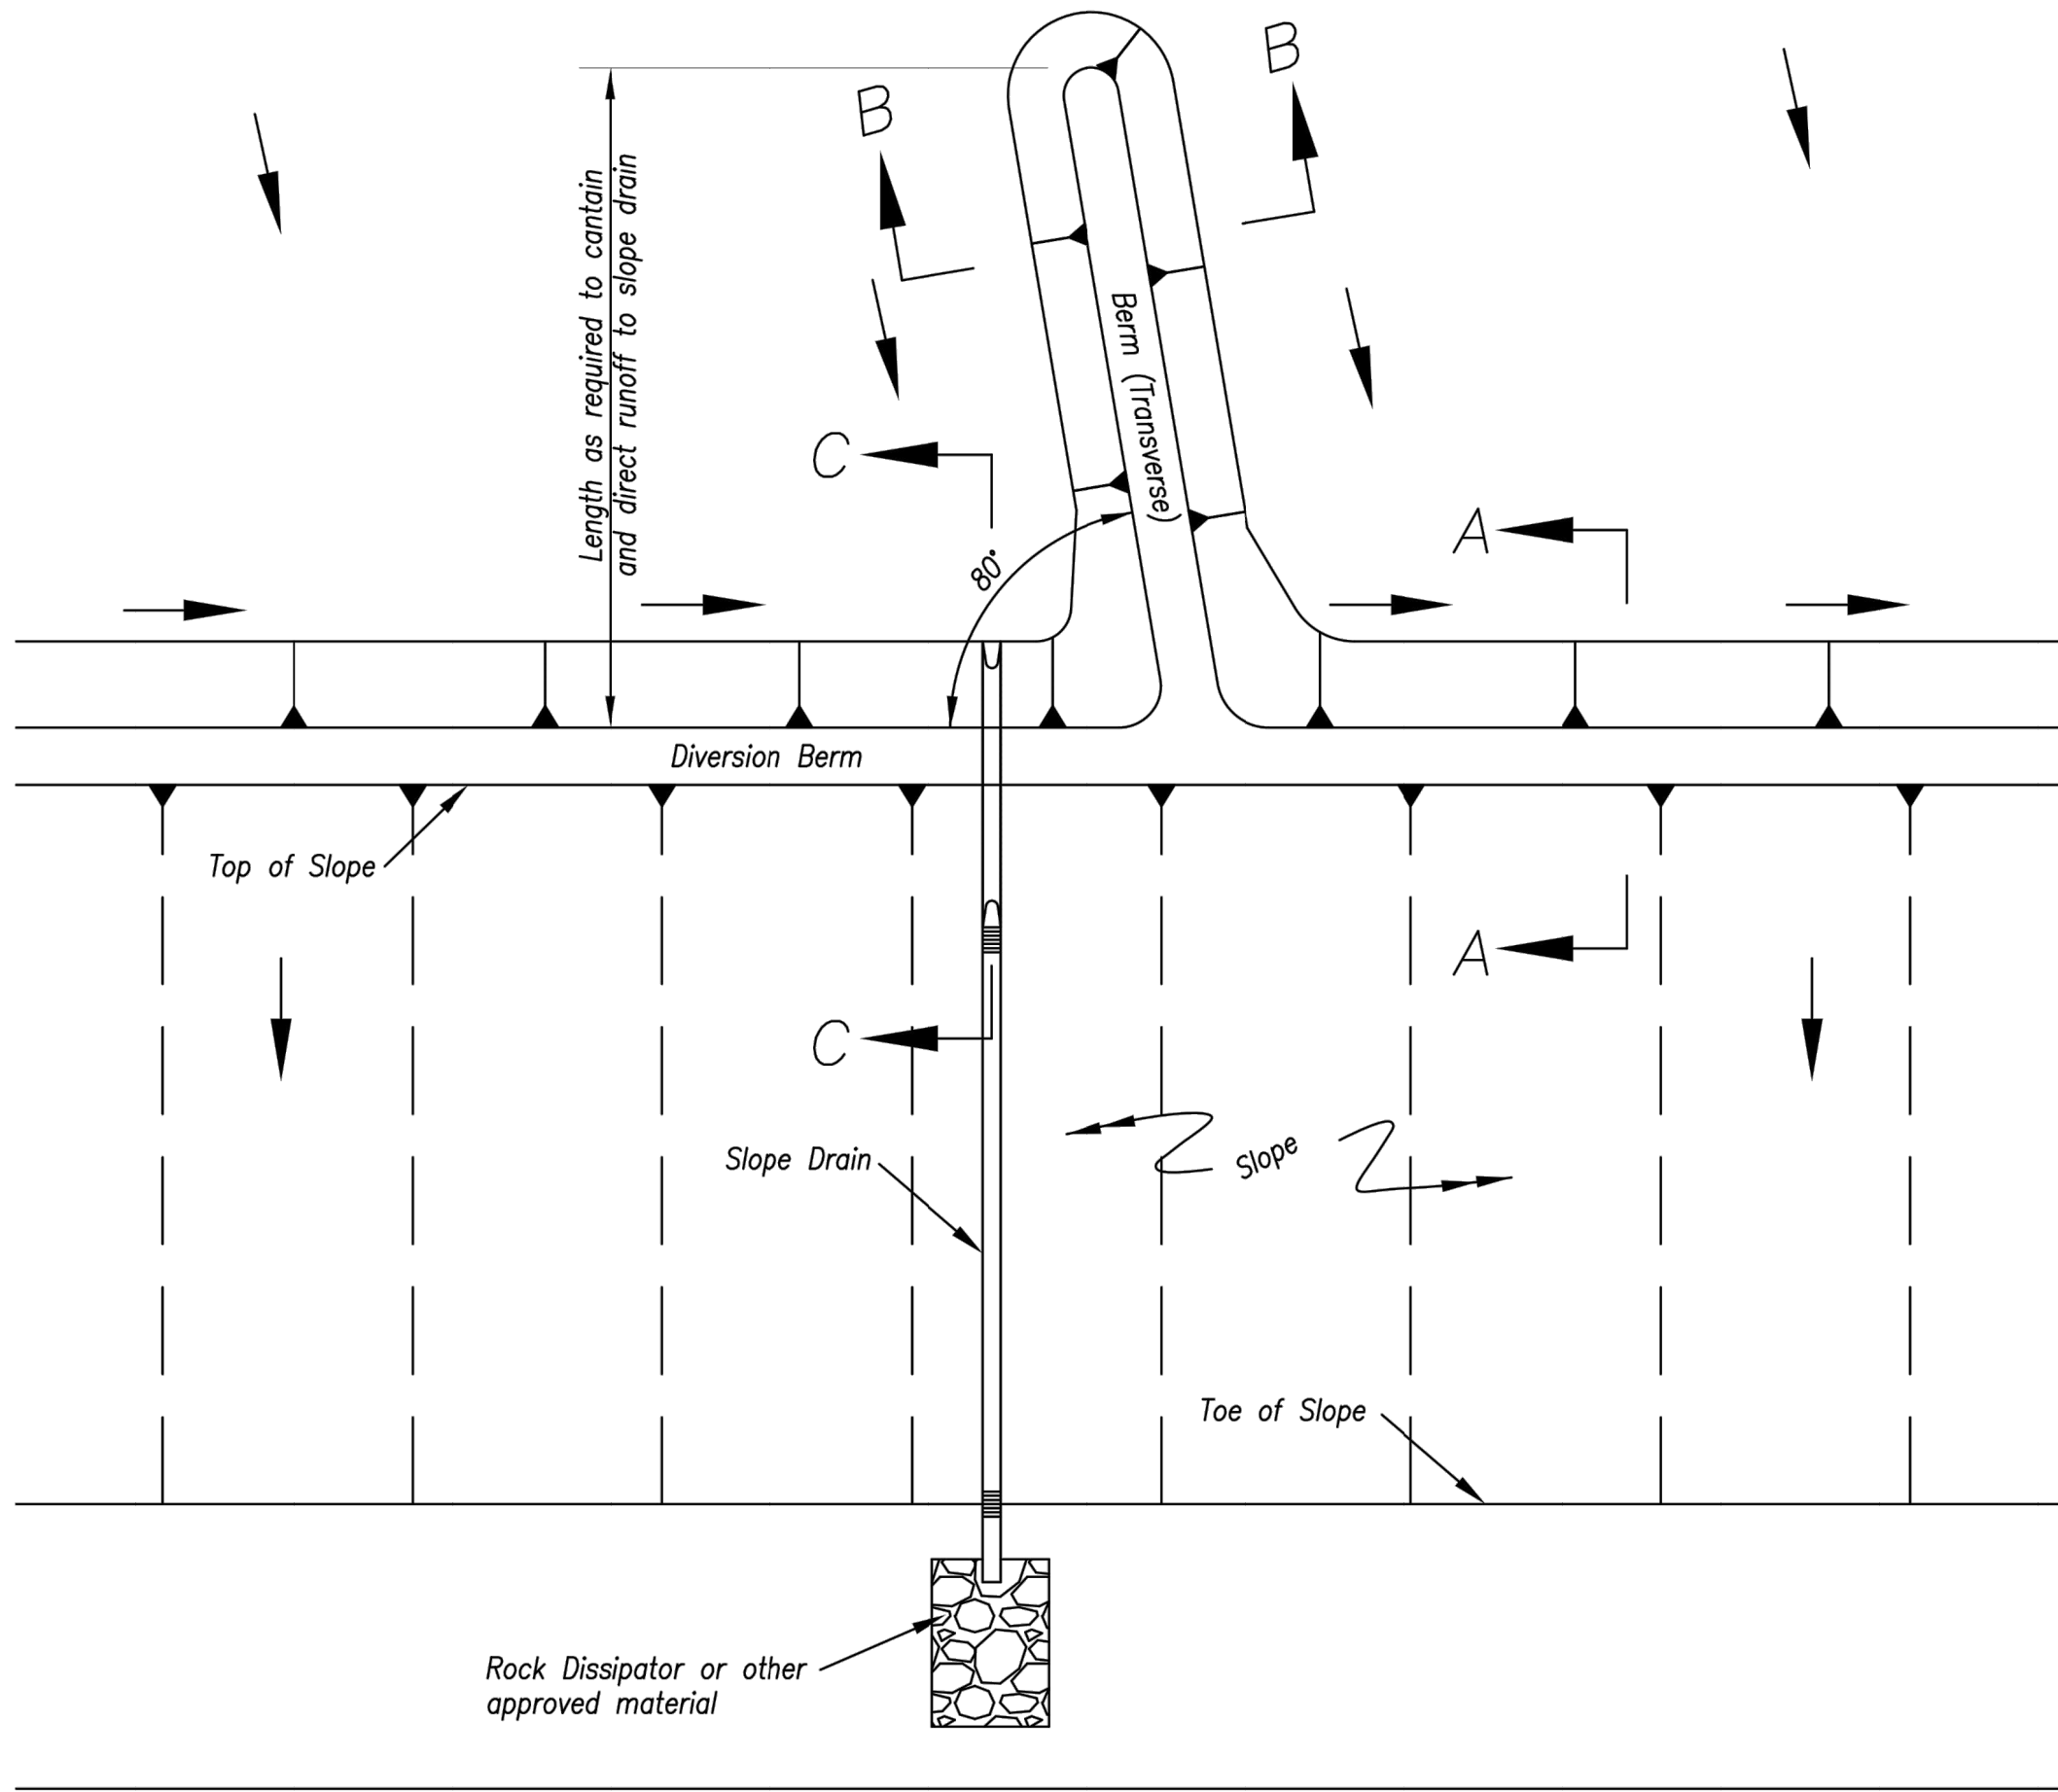 B
B
Length as required to cantain
and direct runoff to slope drain
Berm (Transverse)
C
A
80°
Diversion Berm
Top of Slope
A
C
Slope Drain
Slope
Toe of Slope
Rock Dissipator or other
approved material